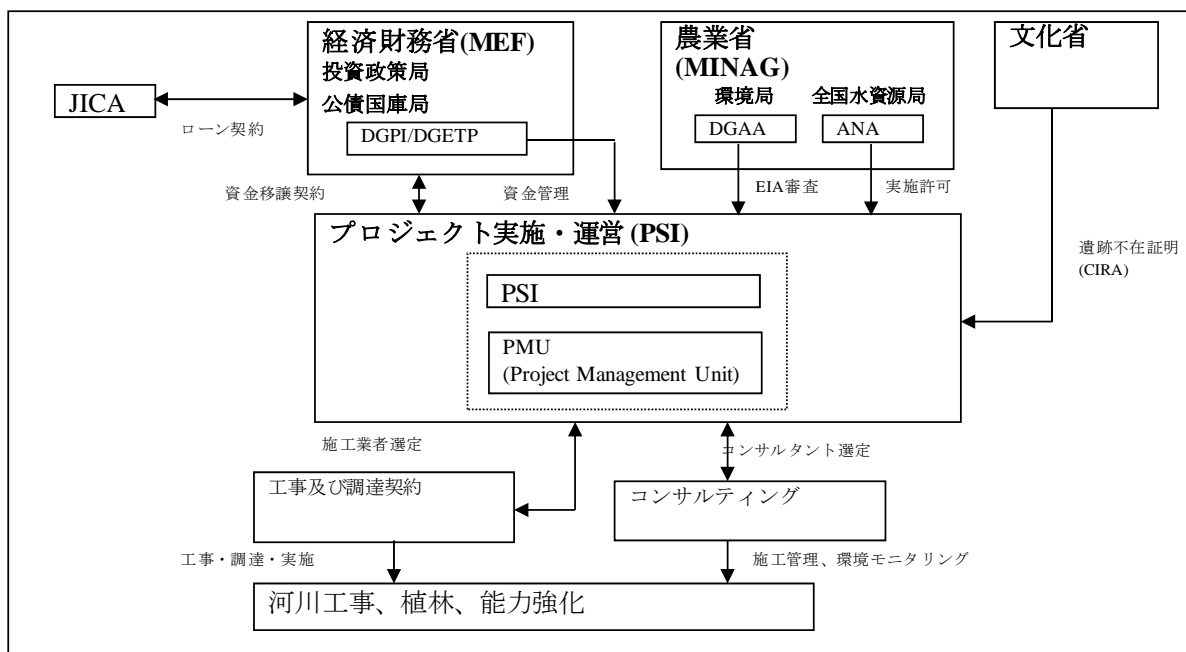 経済財務省(MEF)
投資政策局
公債国庫局
DGPI/DGETP
農業省
(MINAG)
環境局
全国水資源局
DGAA
ANA
文化省
JICA
ローン契約
資金移譲契約
資金管理
EIA審査
実施許可
プロジェクト実施・運営(PSI)
遺跡不在証明
(CIRA)
PSI
PMU
(Project Management Unit)
施工業者選定
コンサルタント選定
工事及び調達契約
コンサルティング
工事・調達・実施
施工管理、環境モニタリング
河川工事、植林、能力強化